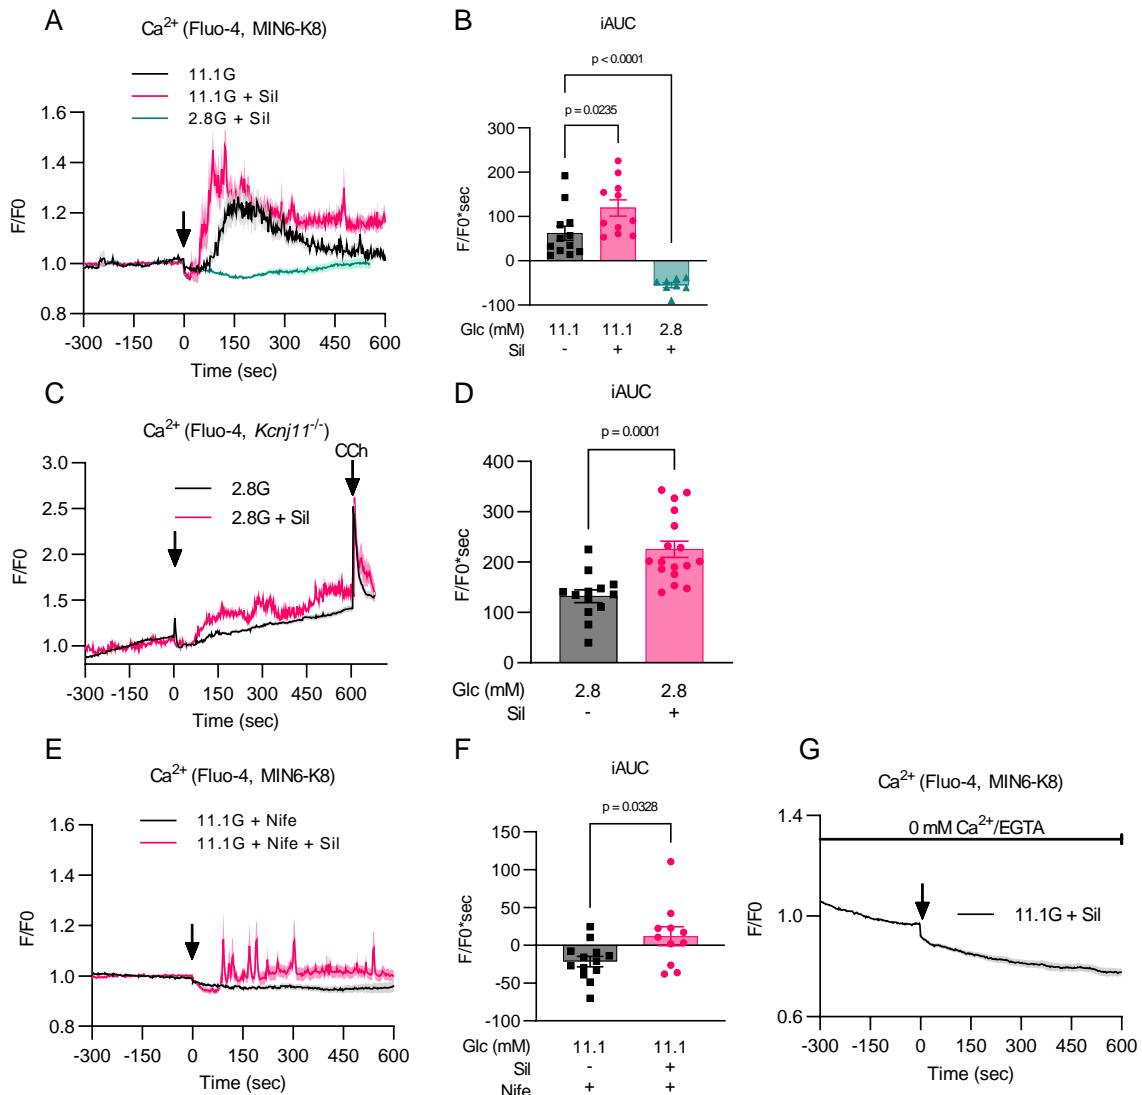 A
Ca2+ (Fluo-4, MIN6-K8)
11.1G
11.1G + Sil
2.8G + Sil
1.6
1.4
1.2
1.0
0.8
F/F0
-300 -150 0 150 300 450 600
Time (sec)
B
iAUC
p < 0.0001
p = 0.0235
300
200
100
0
-100
F/F0*sec
Glc (mM) 11.1 11.1 2.8
Sil - + +
C
Ca2+ (Fluo-4, Kcnj11-/-)
CCh
2.8G
2.8G + Sil
3.0
2.5
2.0
1.5
1.0
F/F0
-300 -150 0 150 300 450 600
Time (sec)
D
iAUC
p = 0.0001
400
300
200
100
0
F/F0*sec
Glc (mM) 2.8 2.8
Sil - +
E
Ca2+ (Fluo-4, MIN6-K8)
11.1G + Nife
11.1G + Nife + Sil
1.6
1.4
1.2
1.0
0.8
F/F0
-300 -150 0 150 300 450 600
Time (sec)
F
iAUC
p = 0.0328
150
100
50
0
-50
-100
F/F0*sec
Glc (mM) 11.1 11.1
Sil - +
Nife + +
G
Ca2+ (Fluo-4, MIN6-K8)
0 mM Ca2+/EGTA
11.1G + Sil
1.4
1.0
0.6
F/F0
-300 -150 0 150 300 450 600
Time (sec)